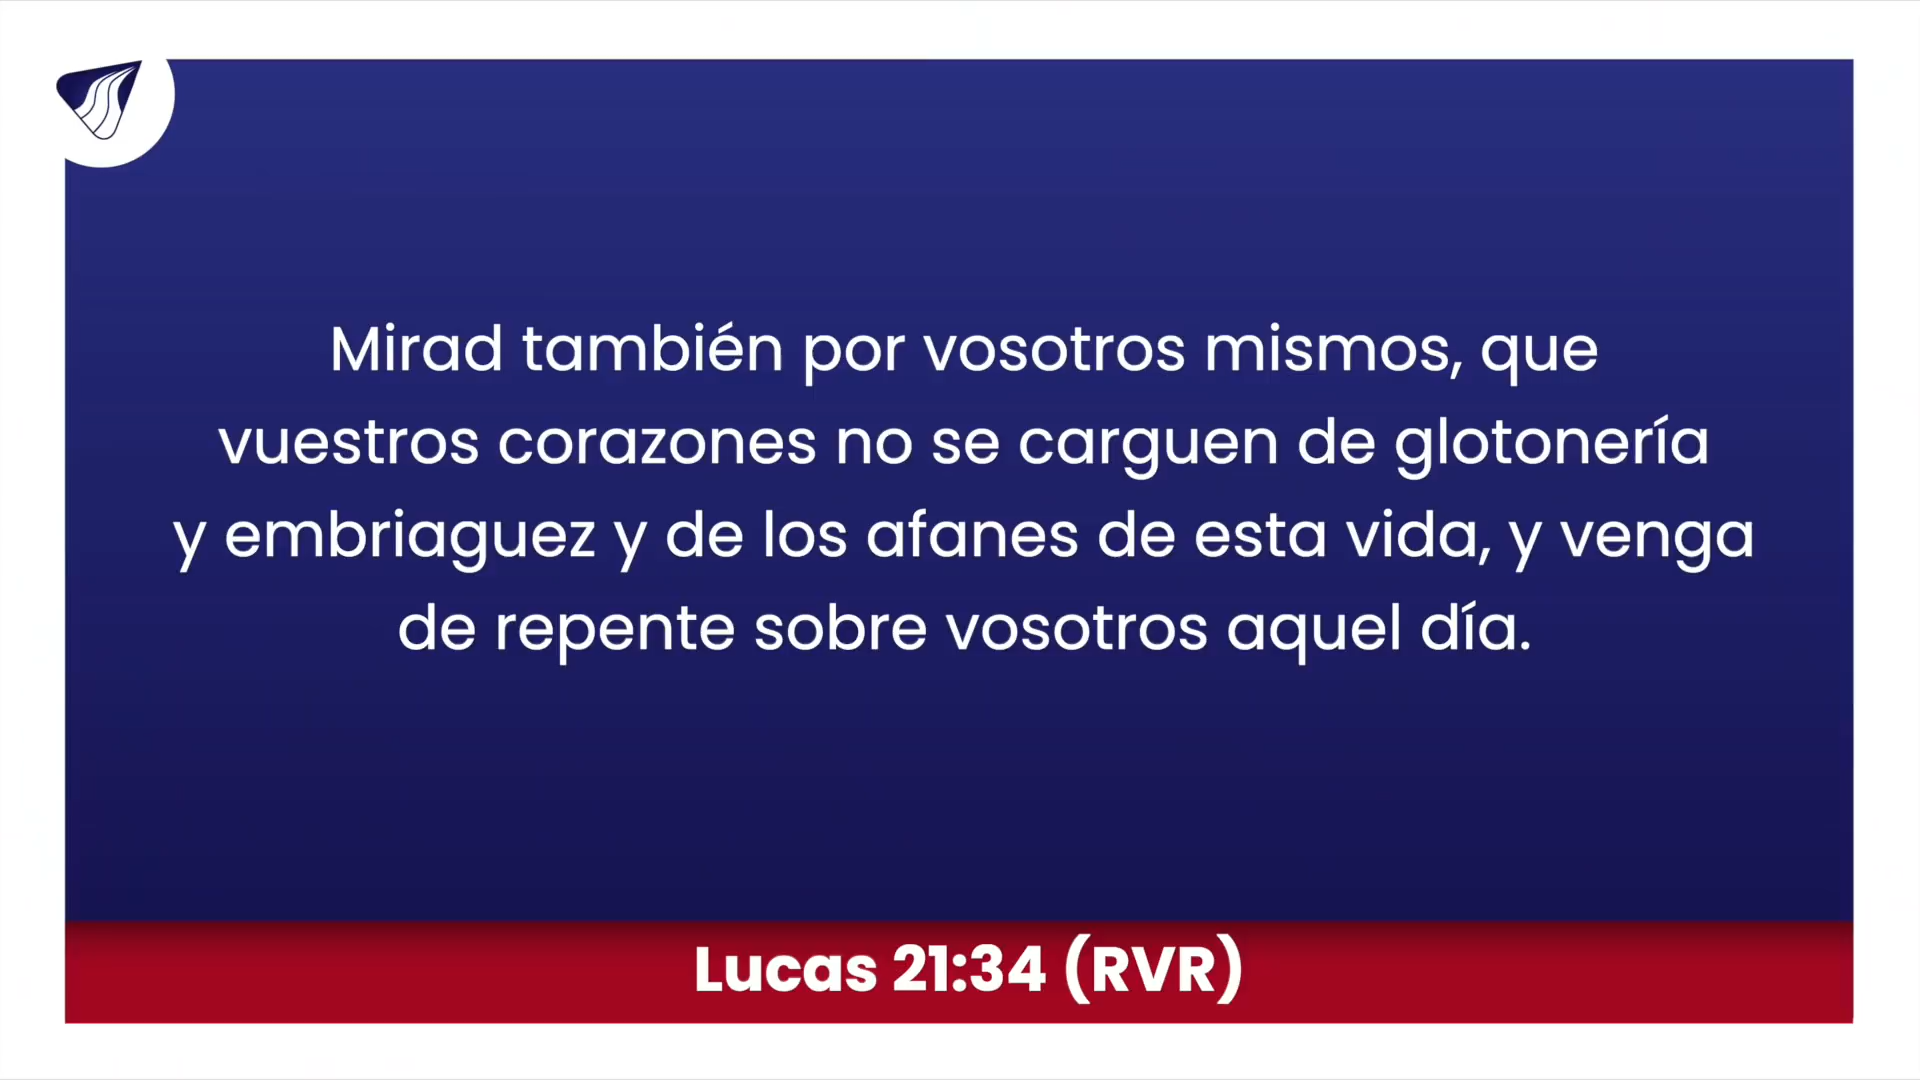 Mirad también por vosotros mismos, que
vuestros corazones no se carguen de glotonería
y embriaguez y de los afanes de esta vida, y venga
de repente sobre vosotros aquel día.
Lucas 21:34 (RVR)